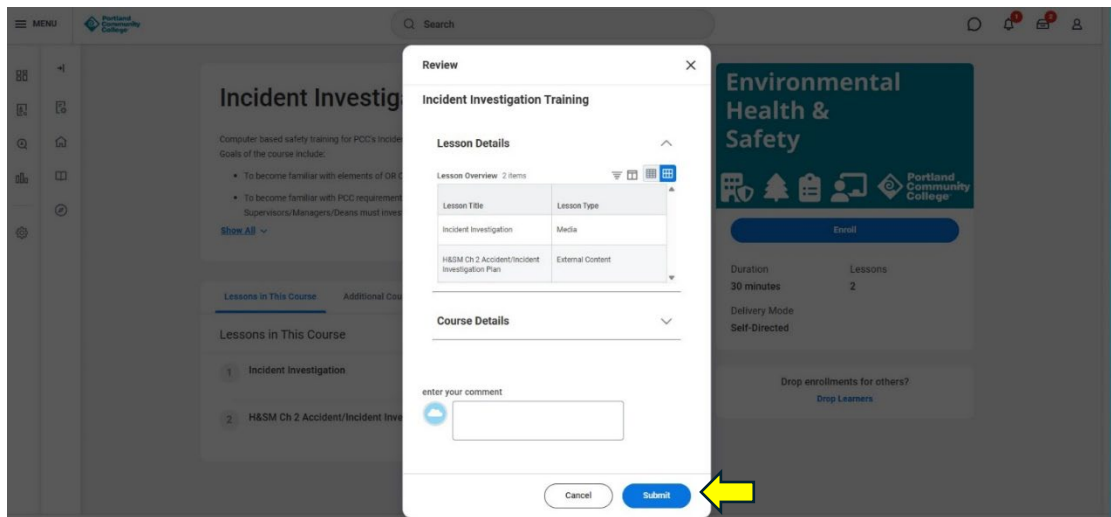 MENU
Portland
Community
College
Search
1
2
Incident Investig
Computer based safety training for PCC's Incide
Goals of the course include:
To become familiar with elements of OR O
To become familiar with PCC requirement
Supervisors/Managers/Deans must inves
Show All
Lessons in This Course
Additional Cou
Lessons in This Course
1 Incident Investigation
2 H&SM Ch 2 Accident/Incident Inve
Review
Incident Investigation Training
Lesson Details
Lesson Overview 2 items
Lesson Title Lesson Type
Incident Investigation Media
H&SM Ch 2 Accident/Incident External Content
Investigation Plan
Course Details
enter your comment
Cancel Submit
Environmental
Health &
Safety
Portland
Community
College
Enroll
Duration Lessons
30 minutes 2
Delivery Mode
Self-Directed
Drop enrollments for others?
Drop Learners